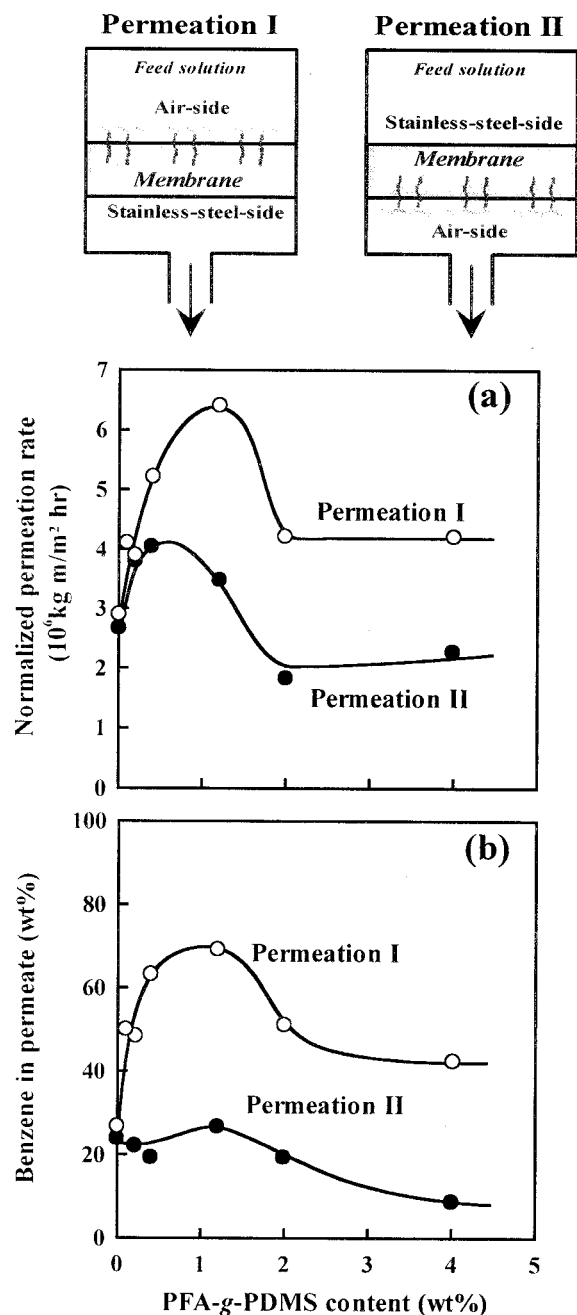 Permeation I Permeation II
Feed solution Feed solution
Air-side Stainless-steel-side
Membrane Membrane
Stainless-steel-side Air-side
(a)
7
6
5
4
3
2
1
0
Normalized permeation rate
(10⁶kg m/m² hr)
Permeation I
Permeation II
(b)
100
80
60
40
20
0
Benzene in permeate (wt%)
Permeation I
Permeation II
0 1 2 3 4 5
PFA-g-PDMS content (wt%)